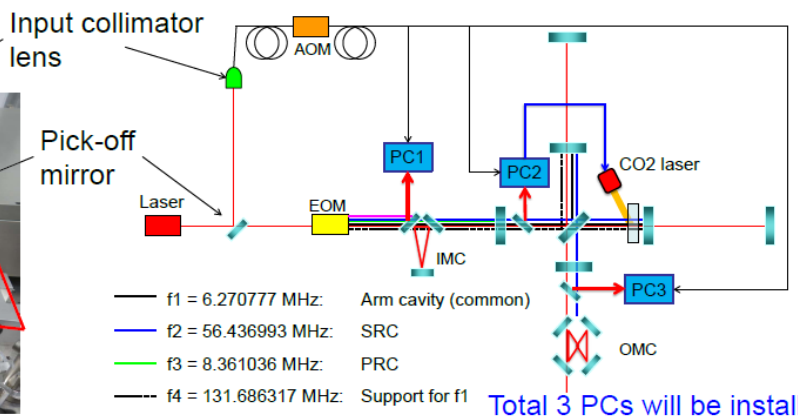 Input collimator
lens
AOM
Pick-off
mirror
PC1
PC2
CO2 laser
Laser
EOM
IMC
PC3
f1 = 6.270777 MHz: Arm cavity (common)
f2 = 56.436993 MHz: SRC
f3 = 8.361036 MHz: PRC
f4 = 131.686317 MHz: Support for f1
OMC
Total 3 PCs will be instal